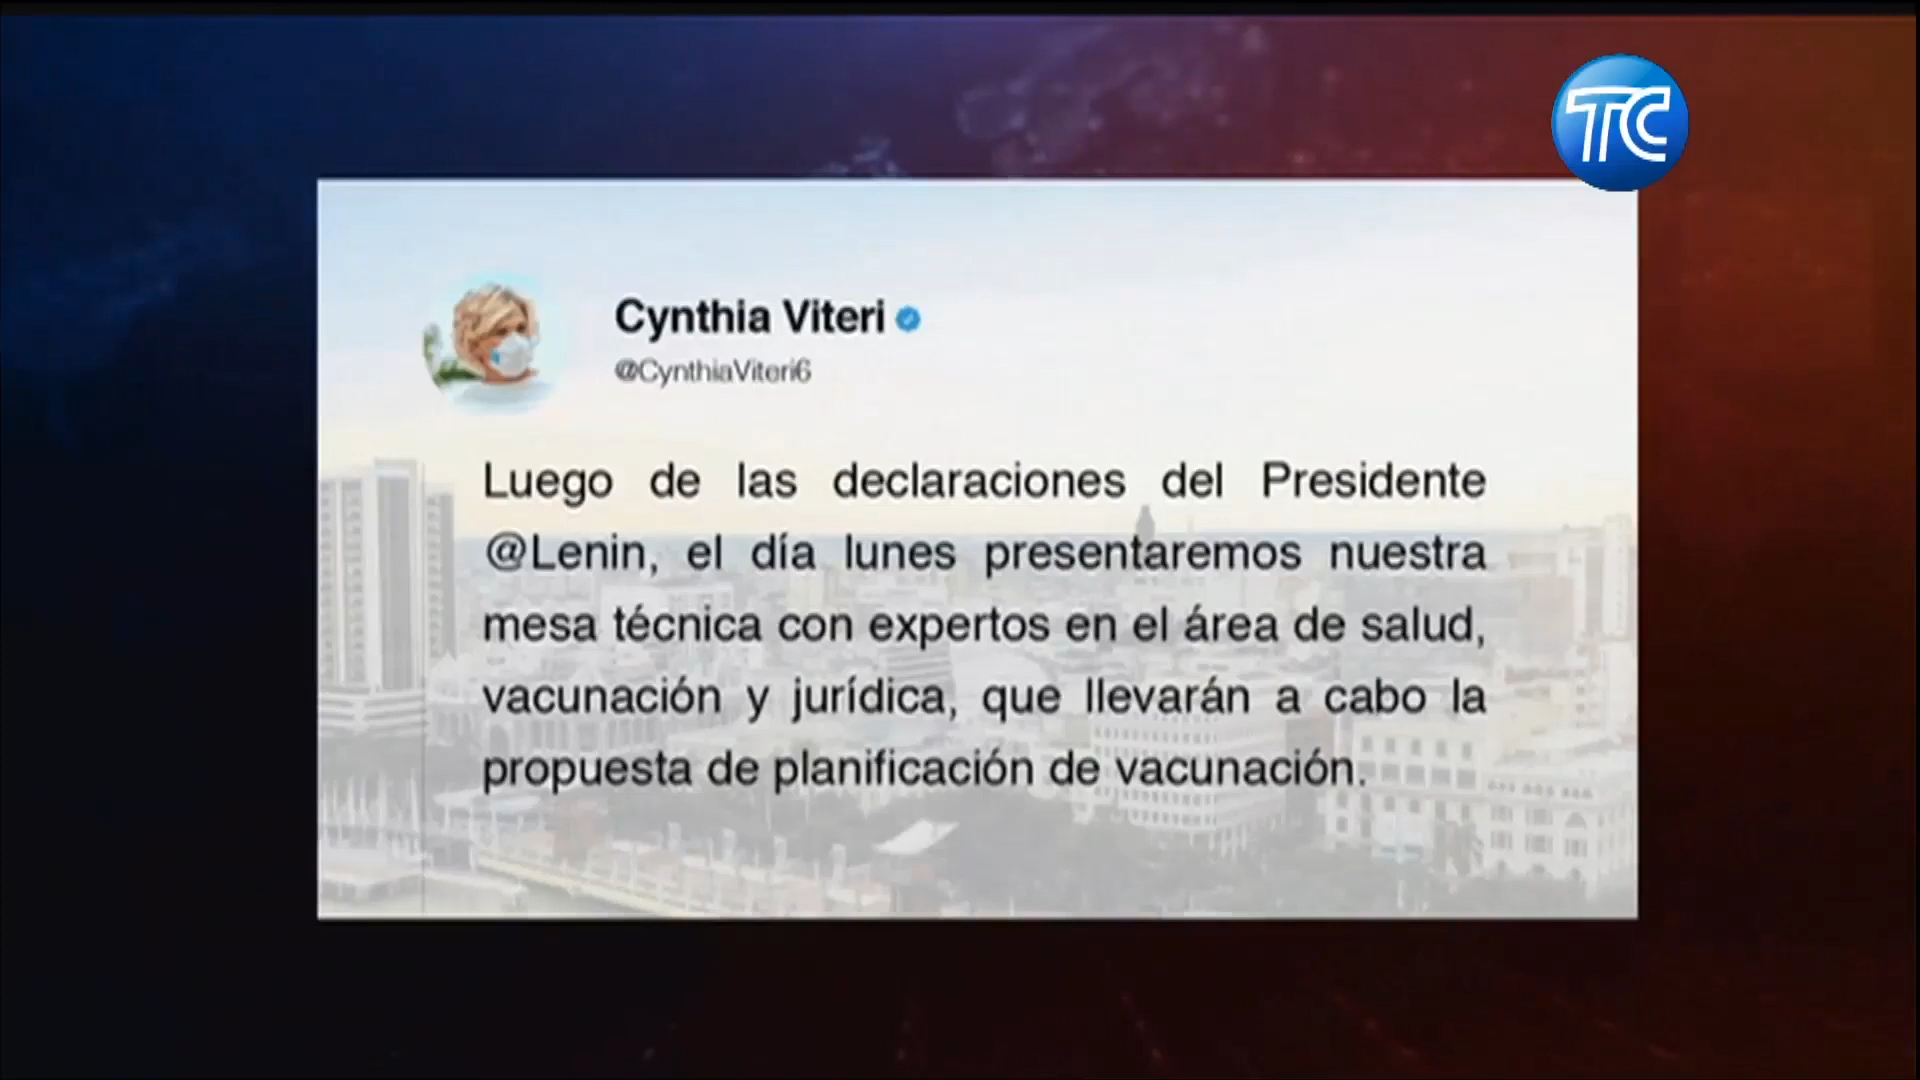 TC
Cynthia Viteri
@CynthiaViteri6
Luego de las declaraciones del Presidente
@Lenin, el día lunes presentaremos nuestra
mesa técnica con expertos en el área de salud,
vacunación y jurídica, que llevarán a cabo la
propuesta de planificación de vacunación.